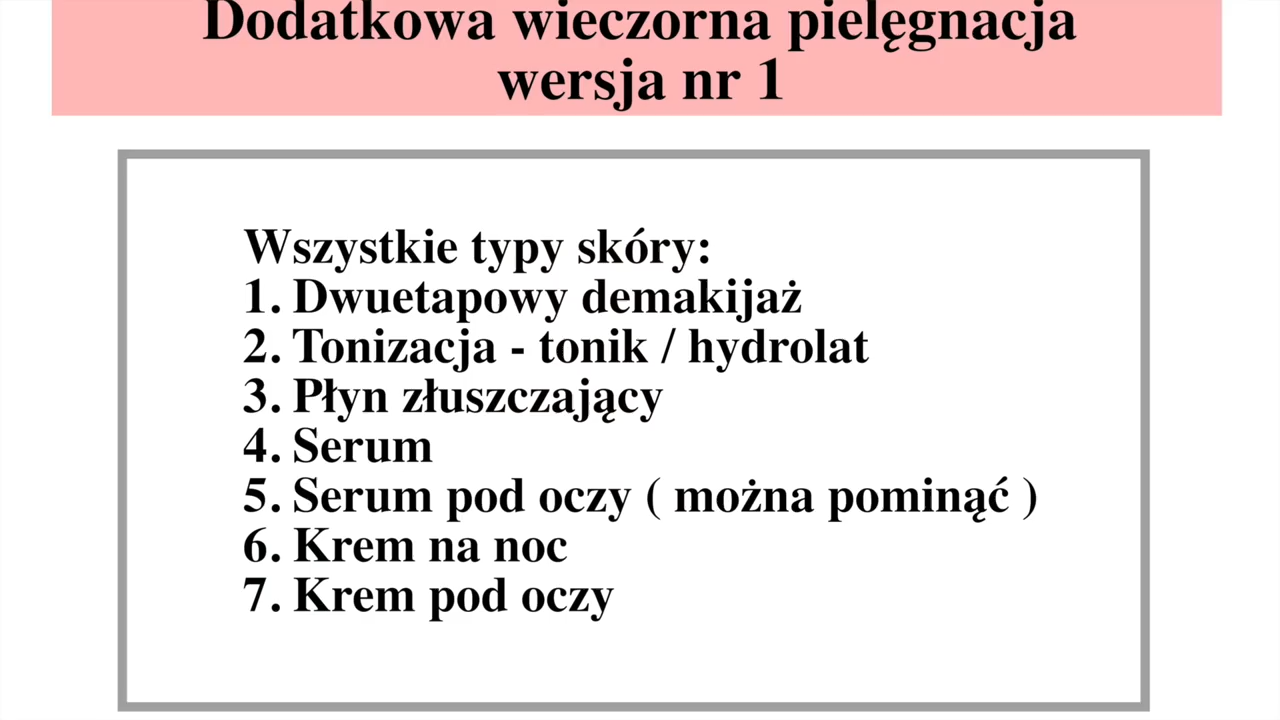 Dodatkowa wieczorna pielęgnacja
wersja nr 1
Wszystkie typy skóry:
1. Dwuetapowy demakijaż
2. Tonizacja - tonik / hydrolat
3. Płyn złuszczający
4. Serum
5. Serum pod oczy ( można pominąć )
6. Krem na noc
7. Krem pod oczy